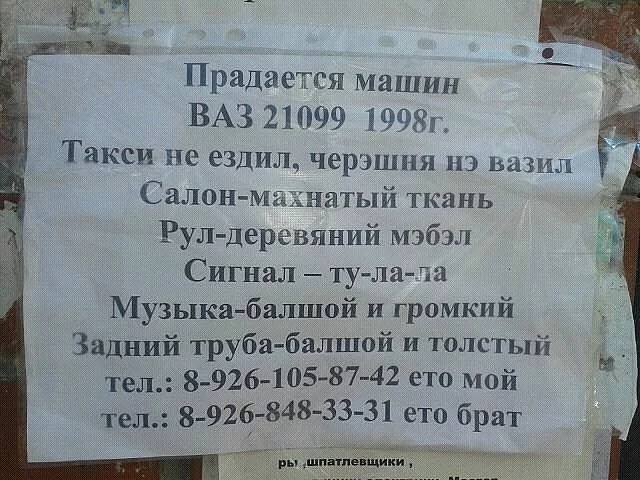 Прадается машин
ВАЗ 21099 1998г.
Такси не ездил, черэшня нэ вазил
Салон-махнатый ткань
Рул-деревяний мэбэл
Сигнал – ту-ла-ла
Музыка-балшой и громкий
Задний труба-балшой и толстый
тел.: 8-926-105-87-42 ето мой
тел.: 8-926-848-33-31 ето брат
ры ,шпатлевщики ,